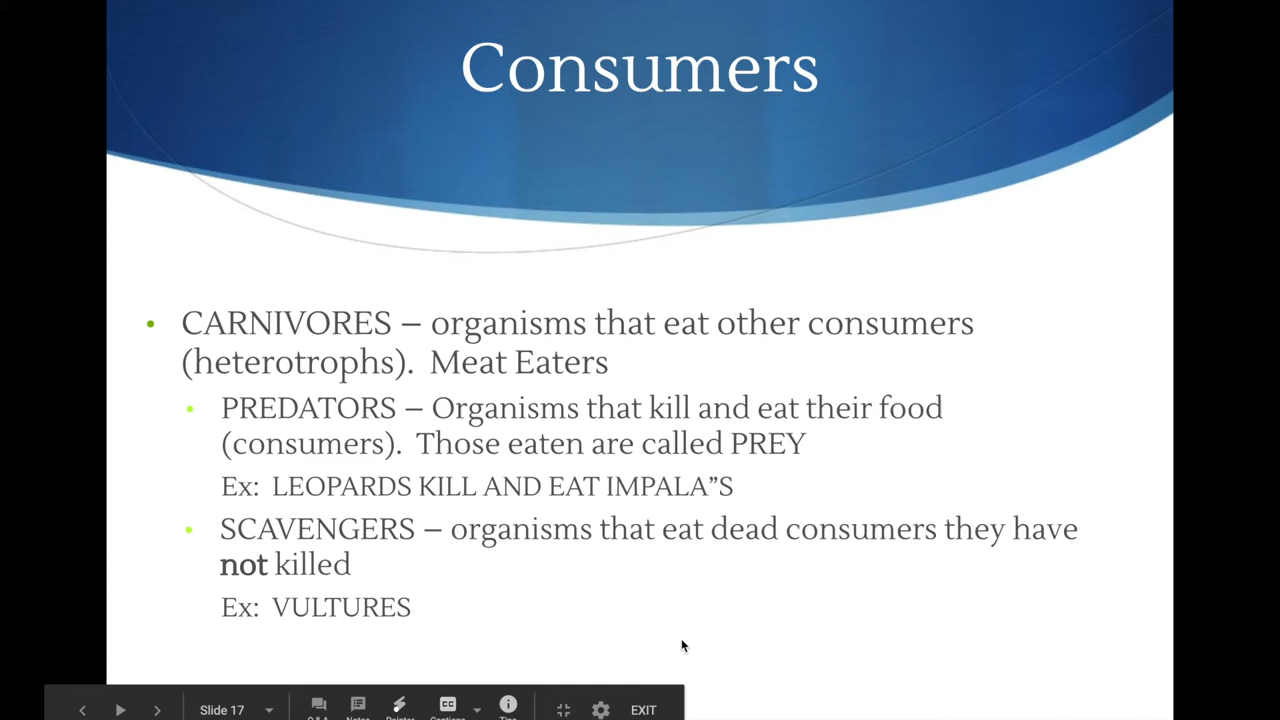 Consumers
• CARNIVORES – organisms that eat other consumers
(heterotrophs).  Meat Eaters
• PREDATORS – Organisms that kill and eat their food
(consumers).  Those eaten are called PREY
Ex:  LEOPARDS KILL AND EAT IMPALA”S
• SCAVENGERS – organisms that eat dead consumers they have
not killed
Ex:  VULTURES
Slide 17
CC
EXIT